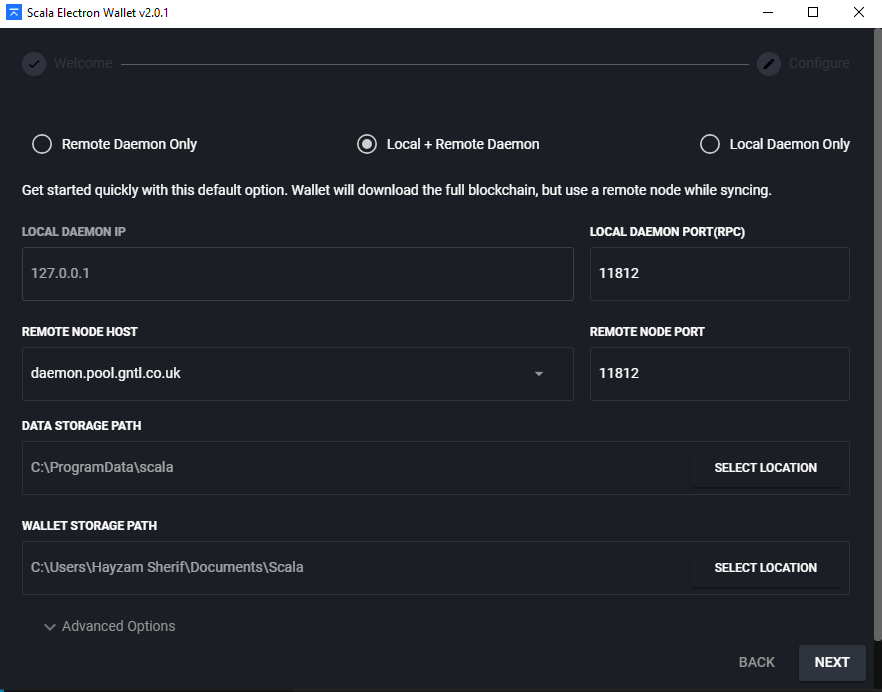 Scala Electron Wallet v2.0.1
Welcome
Configure
Remote Daemon Only
Local + Remote Daemon
Local Daemon Only
Get started quickly with this default option. Wallet will download the full blockchain, but use a remote node while syncing.
LOCAL DAEMON IP
LOCAL DAEMON PORT(RPC)
127.0.0.1
11812
REMOTE NODE HOST
REMOTE NODE PORT
daemon.pool.gntl.co.uk
11812
DATA STORAGE PATH
C:\ProgramData\scala
SELECT LOCATION
WALLET STORAGE PATH
C:\Users\Hayzam Sherif\Documents\Scala
SELECT LOCATION
Advanced Options
BACK
NEXT